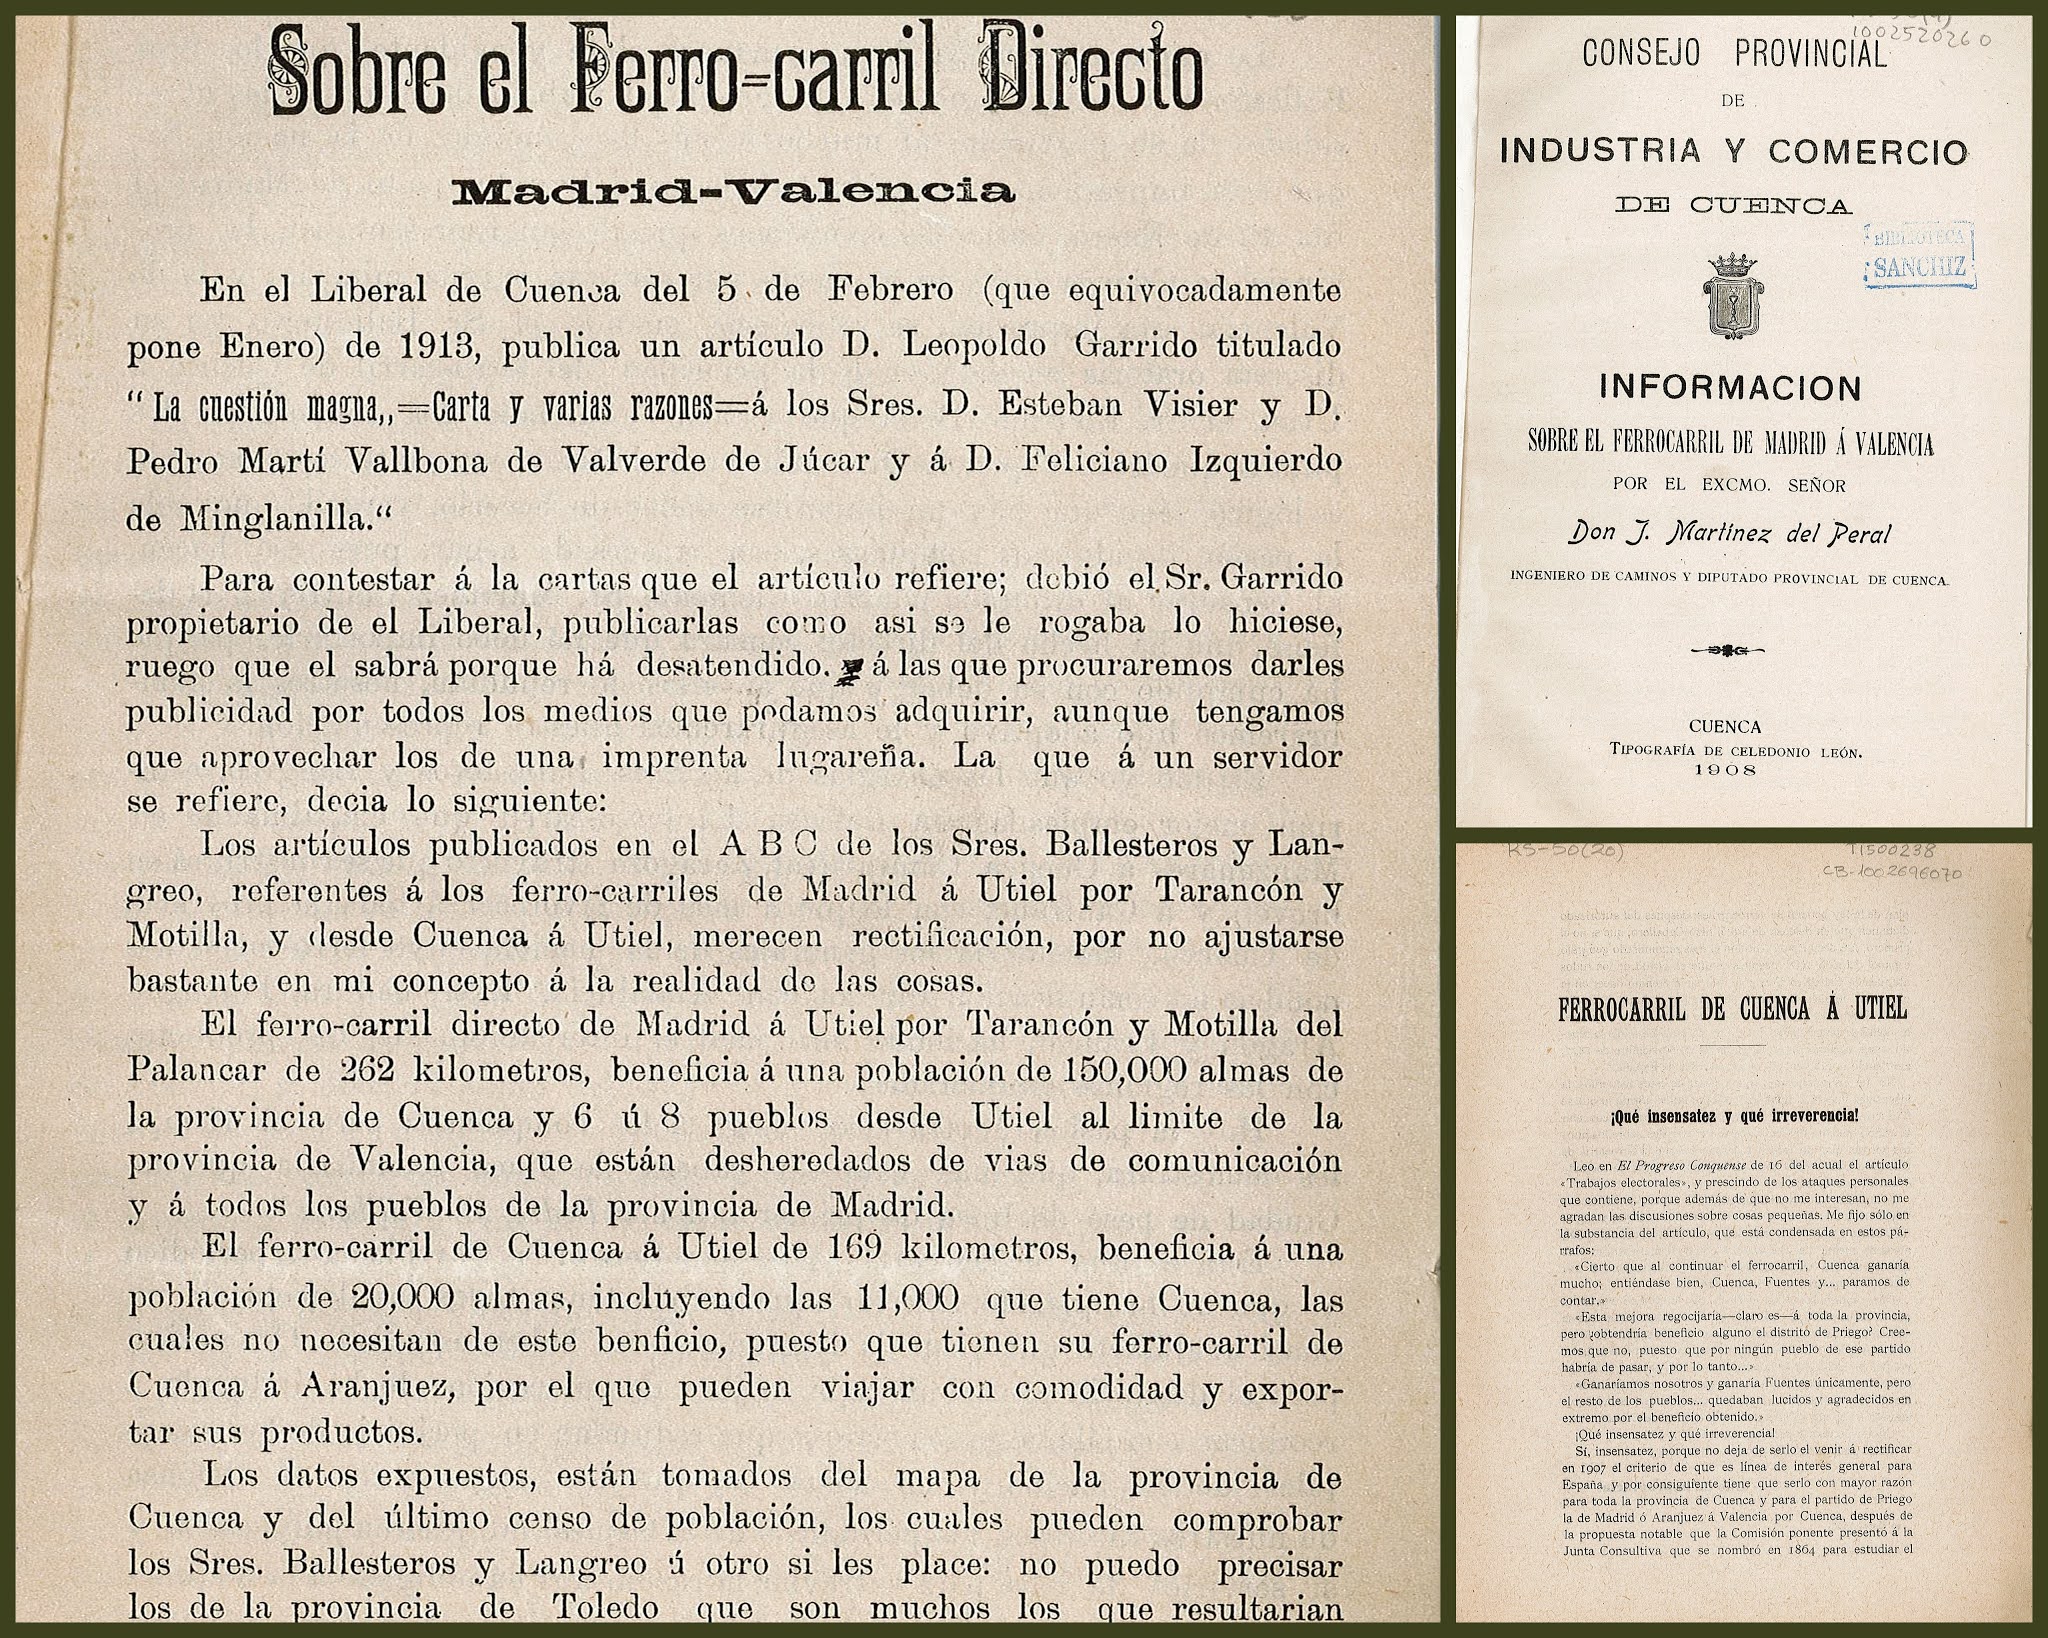 Sobre el Ferro=carril Directo
Madrid-Valencia
En el Liberal de Cuenca del 5 de Febrero (que equivocadamente
pone Enero) de 1913, publica un artículo D. Leopoldo Garrido titulado
“La cuestión magna,,=Carta y varias razones=á los Sres. D. Esteban Visier y D.
Pedro Martí Vallbona de Valverde de Júcar y á D. Feliciano Izquierdo
de Minglanilla.“
Para contestar á la cartas que el artículo refiere; debió el Sr. Garrido
propietario de el Liberal, publicarlas como asi se le rogaba lo hiciese,
ruego que el sabrá porque há desatendido. á las que procuraremos darles
publicidad por todos los medios que podamos adquirir, aunque tengamos
que aprovechar los de una imprenta lugareña. La que á un servidor
se refiere, decia lo siguiente:
Los artículos publicados en el A B C de los Sres. Ballesteros y Lan-
greo, referentes á los ferro-carriles de Madrid á Utiel por Tarancón y
Motilla, y desde Cuenca á Utiel, merecen rectificación, por no ajustarse
bastante en mi concepto á la realidad de las cosas.
El ferro-carril directo de Madrid á Utiel por Tarancón y Motilla del
Palancar de 262 kilometros, beneficia á una población de 150,000 almas de
la provincia de Cuenca y 6 ú 8 pueblos desde Utiel al limite de la
provincia de Valencia, que están desheredados de vias de comunicación
y á todos los pueblos de la provincia de Madrid.
El ferro-carril de Cuenca á Utiel de 169 kilometros, beneficia á una
población de 20,000 almas, incluyendo las 11,000 que tiene Cuenca, las
cuales no necesitan de este benficio, puesto que tienen su ferro-carril de
Cuenca á Aranjuez, por el que pueden viajar con comodidad y expor-
tar sus productos.
Los datos expuestos, están tomados del mapa de la provincia de
Cuenca y del último censo de población, los cuales pueden comprobar
los Sres. Ballesteros y Langreo ú otro si les place: no puedo precisar
los de la provincia de Toledo que son muchos los que resultarian
1002520260
CONSEJO PROVINCIAL
DE
INDUSTRIA Y COMERCIO
DE CUENCA
BIBLIOTECA
SANCHIZ
INFORMACION
SOBRE EL FERROCARRIL DE MADRID Á VALENCIA
POR EL EXCMO. SEÑOR
Don J. Martínez del Peral
INGENIERO DE CAMINOS Y DIPUTADO PROVINCIAL DE CUENCA.
CUENCA
TIPOGRAFÍA DE CELEDONIO LEÓN.
1908
KS-50(20) T1500238
CB-1002696070
FERROCARRIL DE CUENCA Á UTIEL
¡Qué insensatez y qué irreverencia!
Leo en El Progreso Conquense de 16 del acual el artículo
«Trabajos electorales», y prescindo de los ataques personales
que contiene, porque además de que no me interesan, no me
agradan las discusiones sobre cosas pequeñas. Me fijo sólo en
la substancia del artículo, que está condensada en estos pá-
rrafos:
«Cierto que al continuar el ferrocarril, Cuenca ganaría
mucho; entiéndase bien, Cuenca, Fuentes y... paramos de
contar.»
«Esta mejora regocijaría—claro es—á toda la provincia,
pero ¿obtendría beneficio alguno el distritó de Priego? Cree-
mos que no, puesto que por ningún pueblo de ese partido
habría de pasar, y por lo tanto...»
«Ganaríamos nosotros y ganaría Fuentes únicamente, pero
el resto de los pueblos... quedaban lucidos y agradecidos en
extremo por el beneficio obtenido.»
¡Qué insensatez y qué irreverencia!
Sí, insensatez, porque no deja de serlo el venir á rectificar
en 1907 el criterio de que es línea de interés general para
España y por consiguiente tiene que serlo con mayor razón
para toda la provincia de Cuenca y para el partido de Priego
la de Madrid ó Aranjuez á Valencia por Cuenca, después de
la propuesta notable que la Comisión ponente presentó á la
Junta Consultiva que se nombró en 1864 para estudiar el